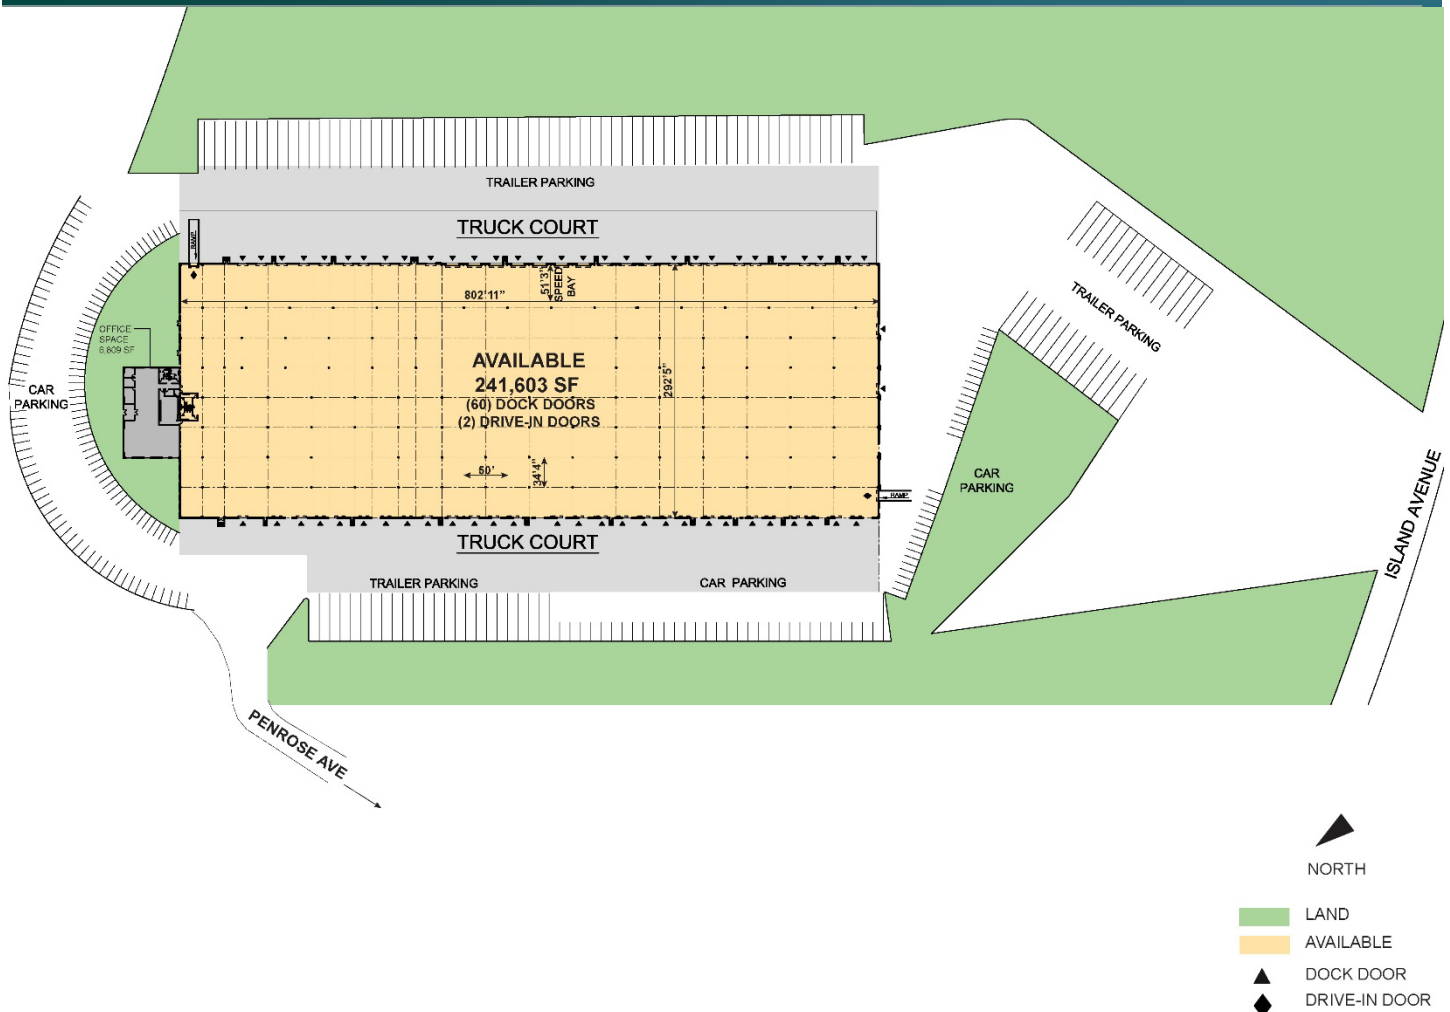 TRAILER PARKING
TRUCK COURT
RAMP
51'3"
SPEED
BAY
802'11"
OFFICE
SPACE
6,809 SF
TRAILER PARKING
CAR
PARKING
AVAILABLE
241,603 SF
(60) DOCK DOORS
(2) DRIVE-IN DOORS
292'5"
50'
34'4"
CAR
PARKING
RAMP
ISLAND AVENUE
TRUCK COURT
TRAILER PARKING
CAR PARKING
PENROSE AVE
NORTH
LAND
AVAILABLE
DOCK DOOR
DRIVE-IN DOOR